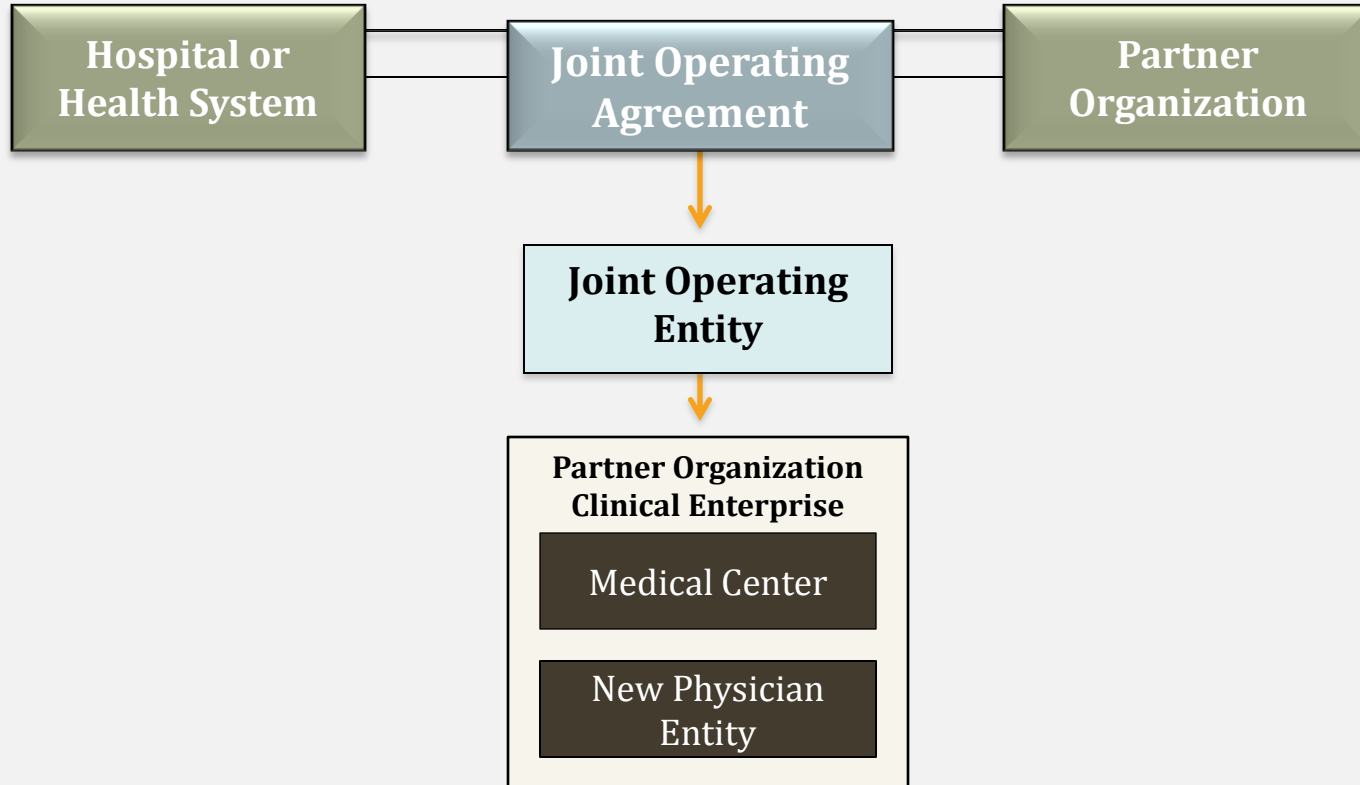 Hospital or
Health System
Joint Operating
Agreement
Partner
Organization
Joint Operating
Entity
Partner Organization
Clinical Enterprise
Medical Center
New Physician
Entity